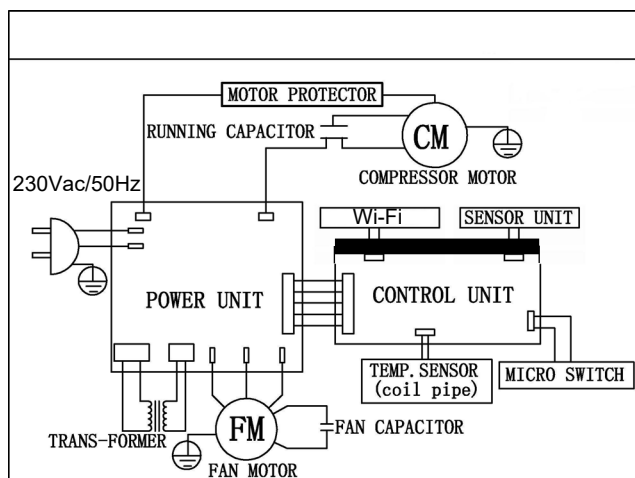 MOTOR PROTECTOR
RUNNING CAPACITOR
CM
COMPRESSOR MOTOR
230Vac/50Hz
Wi-Fi
SENSOR UNIT
POWER UNIT
CONTROL UNIT
TEMP.SENSOR
(coil pipe)
MICRO SWITCH
TRANS-FORMER
FM
FAN CAPACITOR
FAN MOTOR